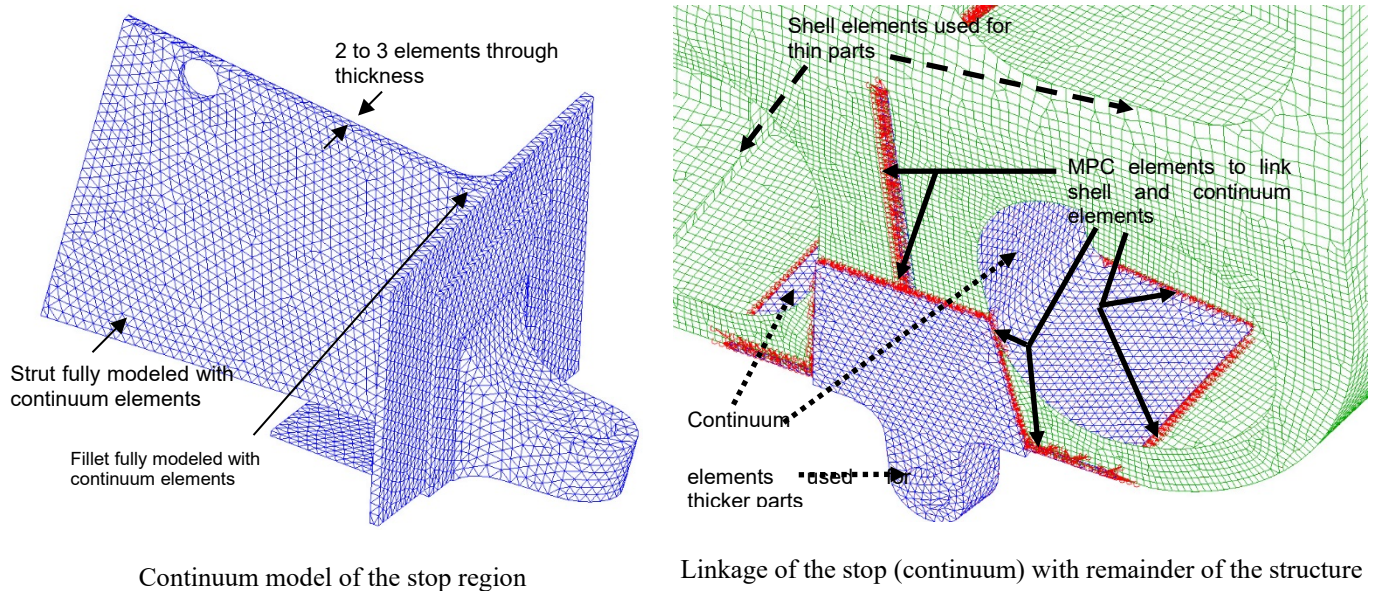 2 to 3 elements through
thickness
Strut fully modeled with
continuum elements
Fillet fully modeled with
continuum elements
Continuum model of the stop region
Shell elements used for
thin parts
MPC elements to link
shell and continuum
elements
Continuum
elements used for
thicker parts
Linkage of the stop (continuum) with remainder of the structure